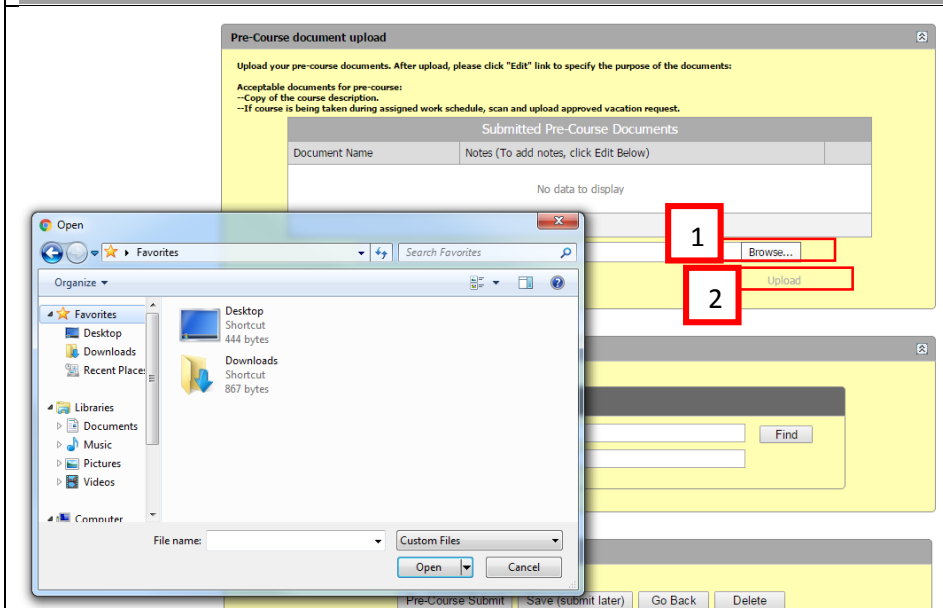 Pre-Course document upload
Upload your pre-course documents. After upload, please click "Edit" link to specify the purpose of the documents:
Acceptable documents for pre-course:
--Copy of the course description.
--If course is being taken during assigned work schedule, scan and upload approved vacation request.
Submitted Pre-Course Documents
Document Name Notes (To add notes, click Edit Below)
No data to display
1
Browse...
2
Upload
Open
Favorites
Search Favorites
Organize
Favorites
Desktop
Downloads
Recent Places
Libraries
Documents
Music
Pictures
Videos
Computer
Desktop
Shortcut
444 bytes
Downloads
Shortcut
867 bytes
File name:
Custom Files
Open Cancel
Find
Pre-Course Submit Save (submit later) Go Back Delete